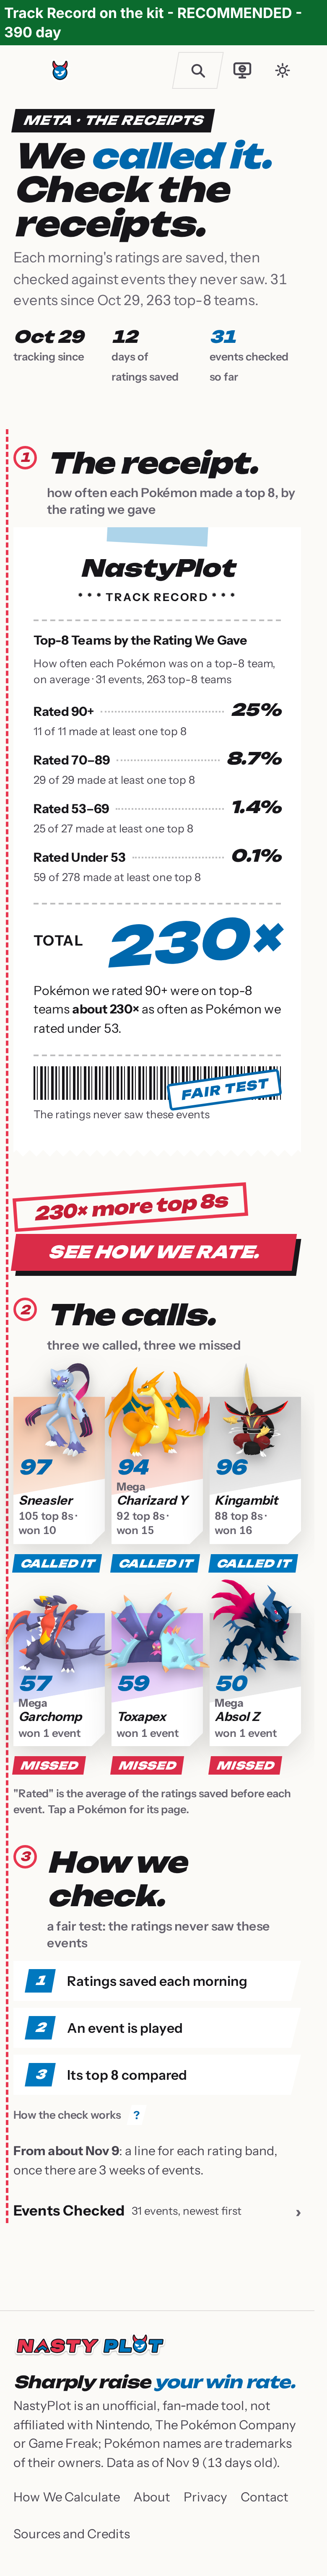 Track Record on the kit - RECOMMENDED -
390 day
META · THE RECEIPTS
We called it.
Check the
receipts.
Each morning's ratings are saved, then
checked against events they never saw. 31
events since Oct 29, 263 top-8 teams.
Oct 29
tracking since
12
days of
ratings saved
31
events checked
so far
1
The receipt.
how often each Pokémon made a top 8, by
the rating we gave
NastyPlot
• • • TRACK RECORD • • •
Top-8 Teams by the Rating We Gave
How often each Pokémon was on a top-8 team,
on average · 31 events, 263 top-8 teams
Rated 90+ 25%
11 of 11 made at least one top 8
Rated 70–89 8.7%
29 of 29 made at least one top 8
Rated 53–69 1.4%
25 of 27 made at least one top 8
Rated Under 53 0.1%
59 of 278 made at least one top 8
TOTAL 230×
Pokémon we rated 90+ were on top-8
teams about 230× as often as Pokémon we
rated under 53.
FAIR TEST
The ratings never saw these events
230× more top 8s
SEE HOW WE RATE.
2
The calls.
three we called, three we missed
97
Sneasler
105 top 8s ·
won 10
CALLED IT
94
Mega
Charizard Y
92 top 8s ·
won 15
CALLED IT
96
Kingambit
88 top 8s ·
won 16
CALLED IT
57
Mega
Garchomp
won 1 event
MISSED
59
Toxapex
won 1 event
MISSED
50
Mega
Absol Z
won 1 event
MISSED
"Rated" is the average of the ratings saved before each
event. Tap a Pokémon for its page.
3
How we
check.
a fair test: the ratings never saw these
events
1 Ratings saved each morning
2 An event is played
3 Its top 8 compared
How the check works ?
From about Nov 9: a line for each rating band,
once there are 3 weeks of events.
Events Checked 31 events, newest first ›
NASTY PLOT
Sharply raise your win rate.
NastyPlot is an unofficial, fan-made tool, not
affiliated with Nintendo, The Pokémon Company
or Game Freak; Pokémon names are trademarks
of their owners. Data as of Nov 9 (13 days old).
How We Calculate About Privacy Contact
Sources and Credits